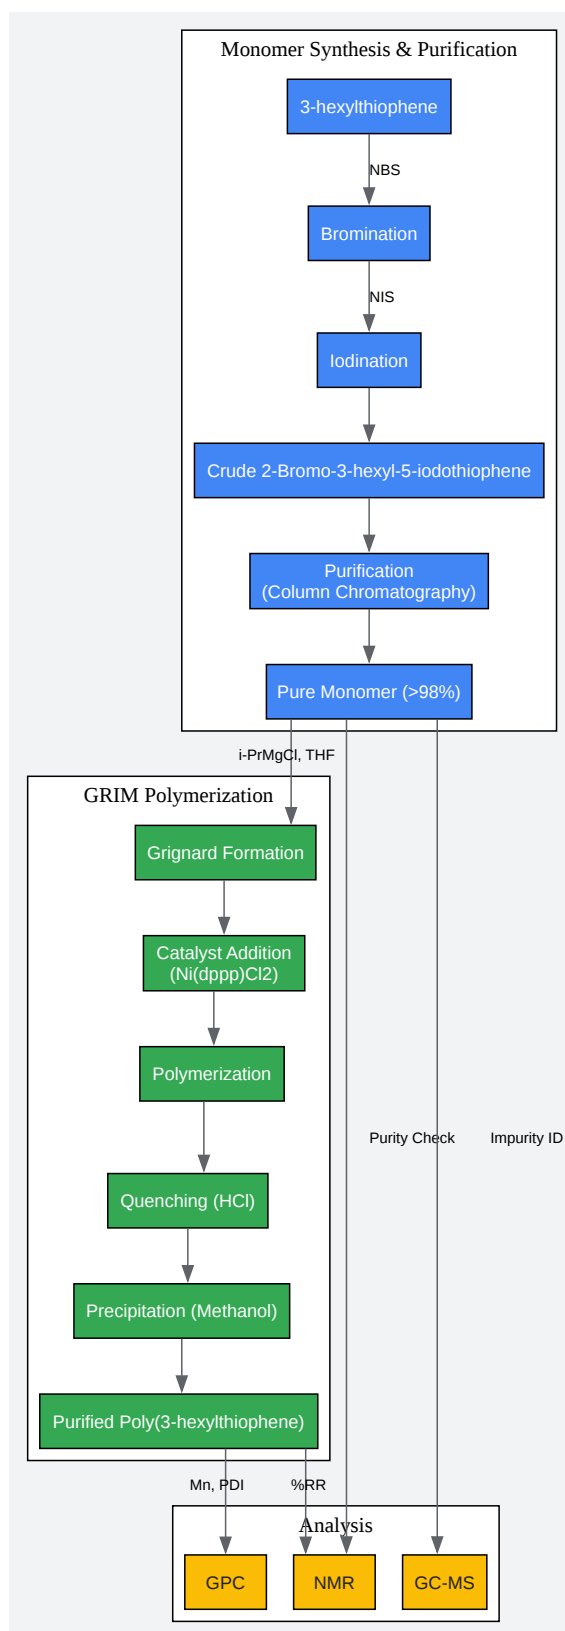 Monomer Synthesis & Purification
3-hexylthiophene
NBS
Bromination
NIS
Iodination
Crude 2-Bromo-3-hexyl-5-iodothiophene
Purification
(Column Chromatography)
Pure Monomer (>98%)
i-PrMgCl, THF
GRIM Polymerization
Grignard Formation
Catalyst Addition
(Ni(dppp)Cl2)
Polymerization
Purity Check
Impurity ID
Quenching (HCl)
Precipitation (Methanol)
Purified Poly(3-hexylthiophene)
Mn, PDI
%RR
Analysis
GPC
NMR
GC-MS